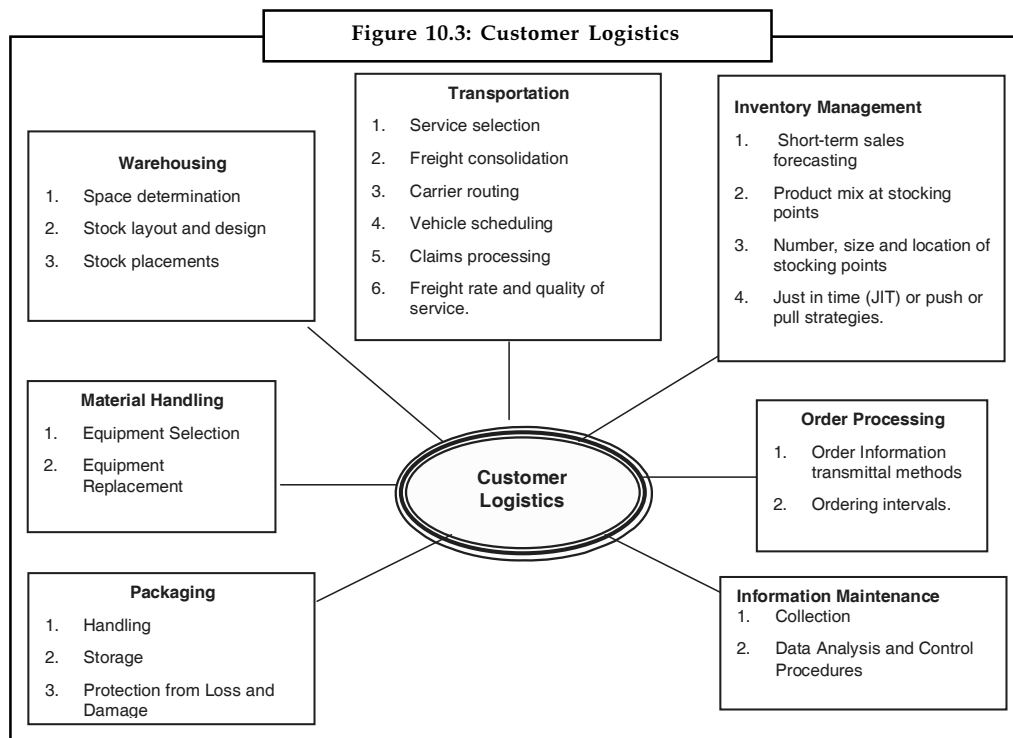 Figure 10.3: Customer Logistics
Transportation
1. Service selection
2. Freight consolidation
3. Carrier routing
4. Vehicle scheduling
5. Claims processing
6. Freight rate and quality of
service.
Inventory Management
1. Short-term sales
forecasting
2. Product mix at stocking
points
3. Number, size and location of
stocking points
4. Just in time (JIT) or push or
pull strategies.
Warehousing
1. Space determination
2. Stock layout and design
3. Stock placements
Material Handling
1. Equipment Selection
2. Equipment
Replacement
Customer
Logistics
Order Processing
1. Order Information
transmittal methods
2. Ordering intervals.
Packaging
1. Handling
2. Storage
3. Protection from Loss and
Damage
Information Maintenance
1. Collection
2. Data Analysis and Control
Procedures